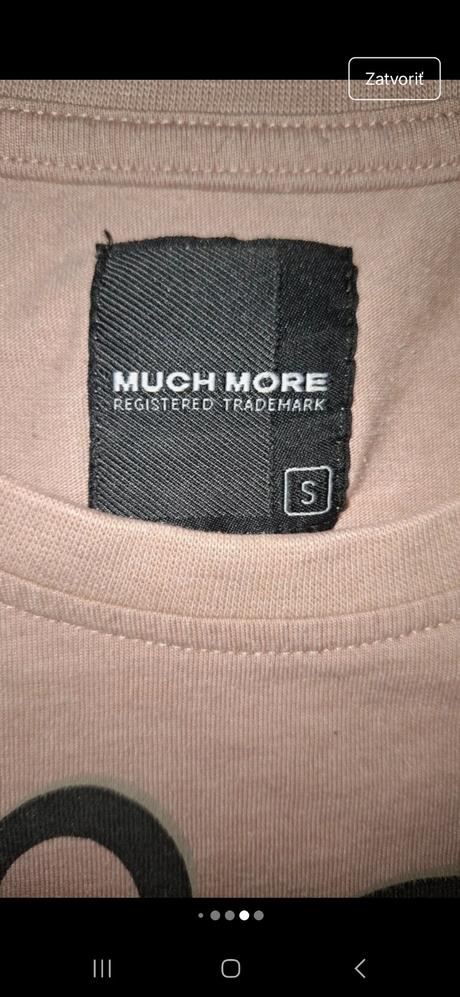 Zatvoriť
MUCH MORE
REGISTERED TRADEMARK
S